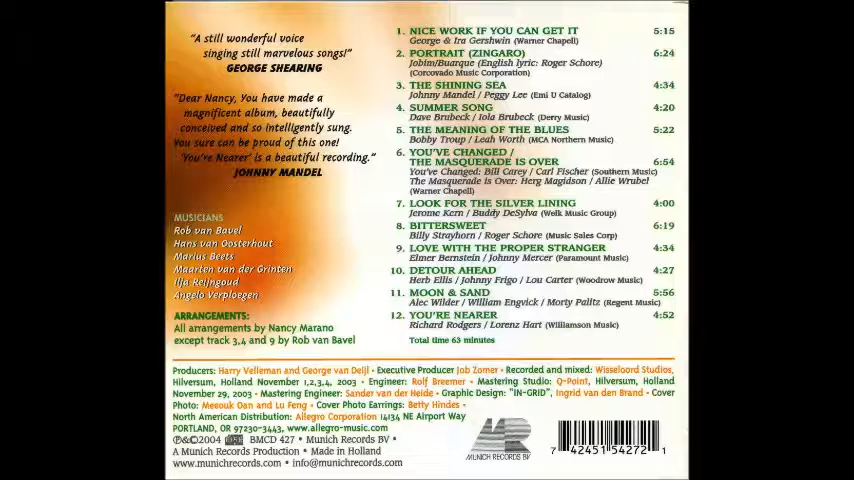 "A still wonderful voice
singing still marvelous songs!"
GEORGE SHEARING
"Dear Nancy, You have made a
magnificent album, beautifully
conceived and so intelligently sung.
You sure can be proud of this one!
'You're Nearer' is a beautiful recording."
JOHNNY MANDEL
MUSICIANS
Rob van Bavel
Hans van Oosterhout
Marius Beets
Maarten van der Grinten
Ilja Reijngoud
Angelo Verploegen
ARRANGEMENTS:
All arrangements by Nancy Marano
except track 3,4 and 9 by Rob van Bavel
1. NICE WORK IF YOU CAN GET IT 5:15
George & Ira Gershwin (Warner Chapell)
2. PORTRAIT (ZINGARO) 6:24
Jobim/Buarque (English lyric: Roger Schore)
(Corcovado Music Corporation)
3. THE SHINING SEA 4:34
Johnny Mandel / Peggy Lee (Emi U Catalog)
4. SUMMER SONG 4:20
Dave Brubeck / Iola Brubeck (Derry Music)
5. THE MEANING OF THE BLUES 5:22
Bobby Troup / Leah Worth (MCA Northern Music)
6. YOU'VE CHANGED /
THE MASQUERADE IS OVER 6:54
You've Changed: Bill Carey / Carl Fischer (Southern Music)
The Masquerade is Over: Herg Magidson / Allie Wrubel
(Warner Chapell)
7. LOOK FOR THE SILVER LINING 4:00
Jerome Kern / Buddy DeSylva (Welk Music Group)
8. BITTERSWEET 6:19
Billy Strayhorn / Roger Schore (Music Sales Corp)
9. LOVE WITH THE PROPER STRANGER 4:34
Elmer Bernstein / Johnny Mercer (Paramount Music)
10. DETOUR AHEAD 4:27
Herb Ellis / Johnny Frigo / Lou Carter (Woodrow Music)
11. MOON & SAND 5:56
Alec Wilder / William Engvick / Morty Palitz (Regent Music)
12. YOU'RE NEARER 4:52
Richard Rodgers / Lorenz Hart (Williamson Music)
Total time 63 minutes
Producers: Harry Velleman and George van Deijl • Executive Producer Job Zomer • Recorded and mixed: Wisseloord Studios,
Hilversum, Holland November 1,2,3,4, 2003 • Engineer: Rolf Breemer • Mastering Studio: Q-Point, Hilversum, Holland
November 29, 2003 • Mastering Engineer: Sander van der Heide • Graphic Design: "IN-GRID", Ingrid van den Brand • Cover
Photo: Meeouk Oan and Lu Feng • Cover Photo Earrings: Betty Hindes •
North American Distribution: Allegro Corporation 14134 NE Airport Way
PORTLAND, OR 97230-3443, www.allegro-music.com
℗&©2004 BMCD 427 • Munich Records BV •
A Munich Records Production • Made in Holland
www.munichrecords.com • info@munichrecords.com
MR
MUNICH RECORDS BV
7 42451 54272 1